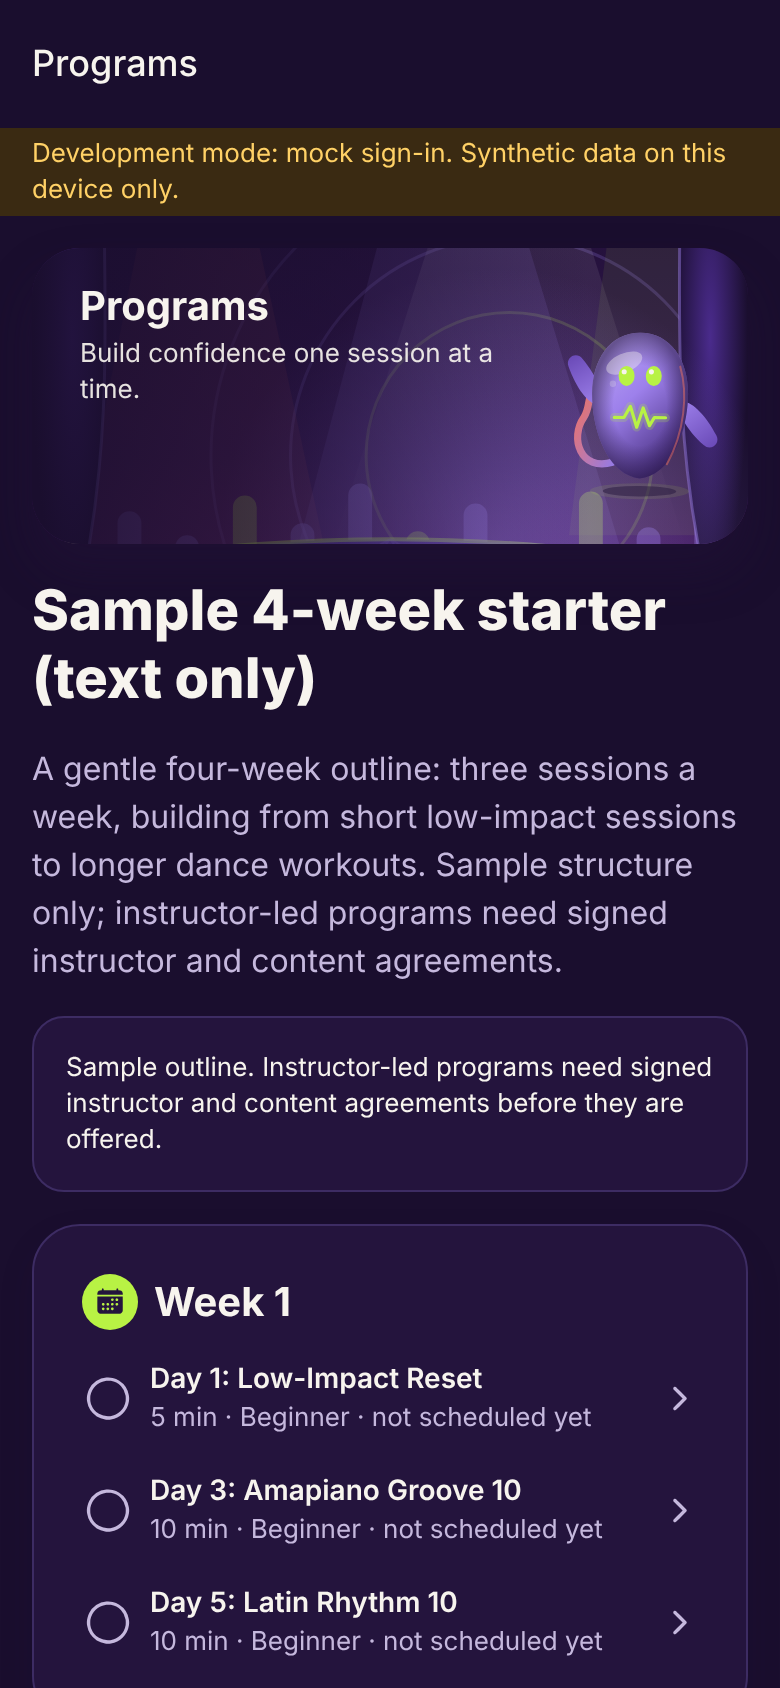 Programs
Development mode: mock sign-in. Synthetic data on this
device only.
Programs
Build confidence one session at a
time.
Sample 4-week starter
(text only)
A gentle four-week outline: three sessions a
week, building from short low-impact sessions
to longer dance workouts. Sample structure
only; instructor-led programs need signed
instructor and content agreements.
Sample outline. Instructor-led programs need signed
instructor and content agreements before they are
offered.
Week 1
Day 1: Low-Impact Reset
5 min · Beginner · not scheduled yet
Day 3: Amapiano Groove 10
10 min · Beginner · not scheduled yet
Day 5: Latin Rhythm 10
10 min · Beginner · not scheduled yet